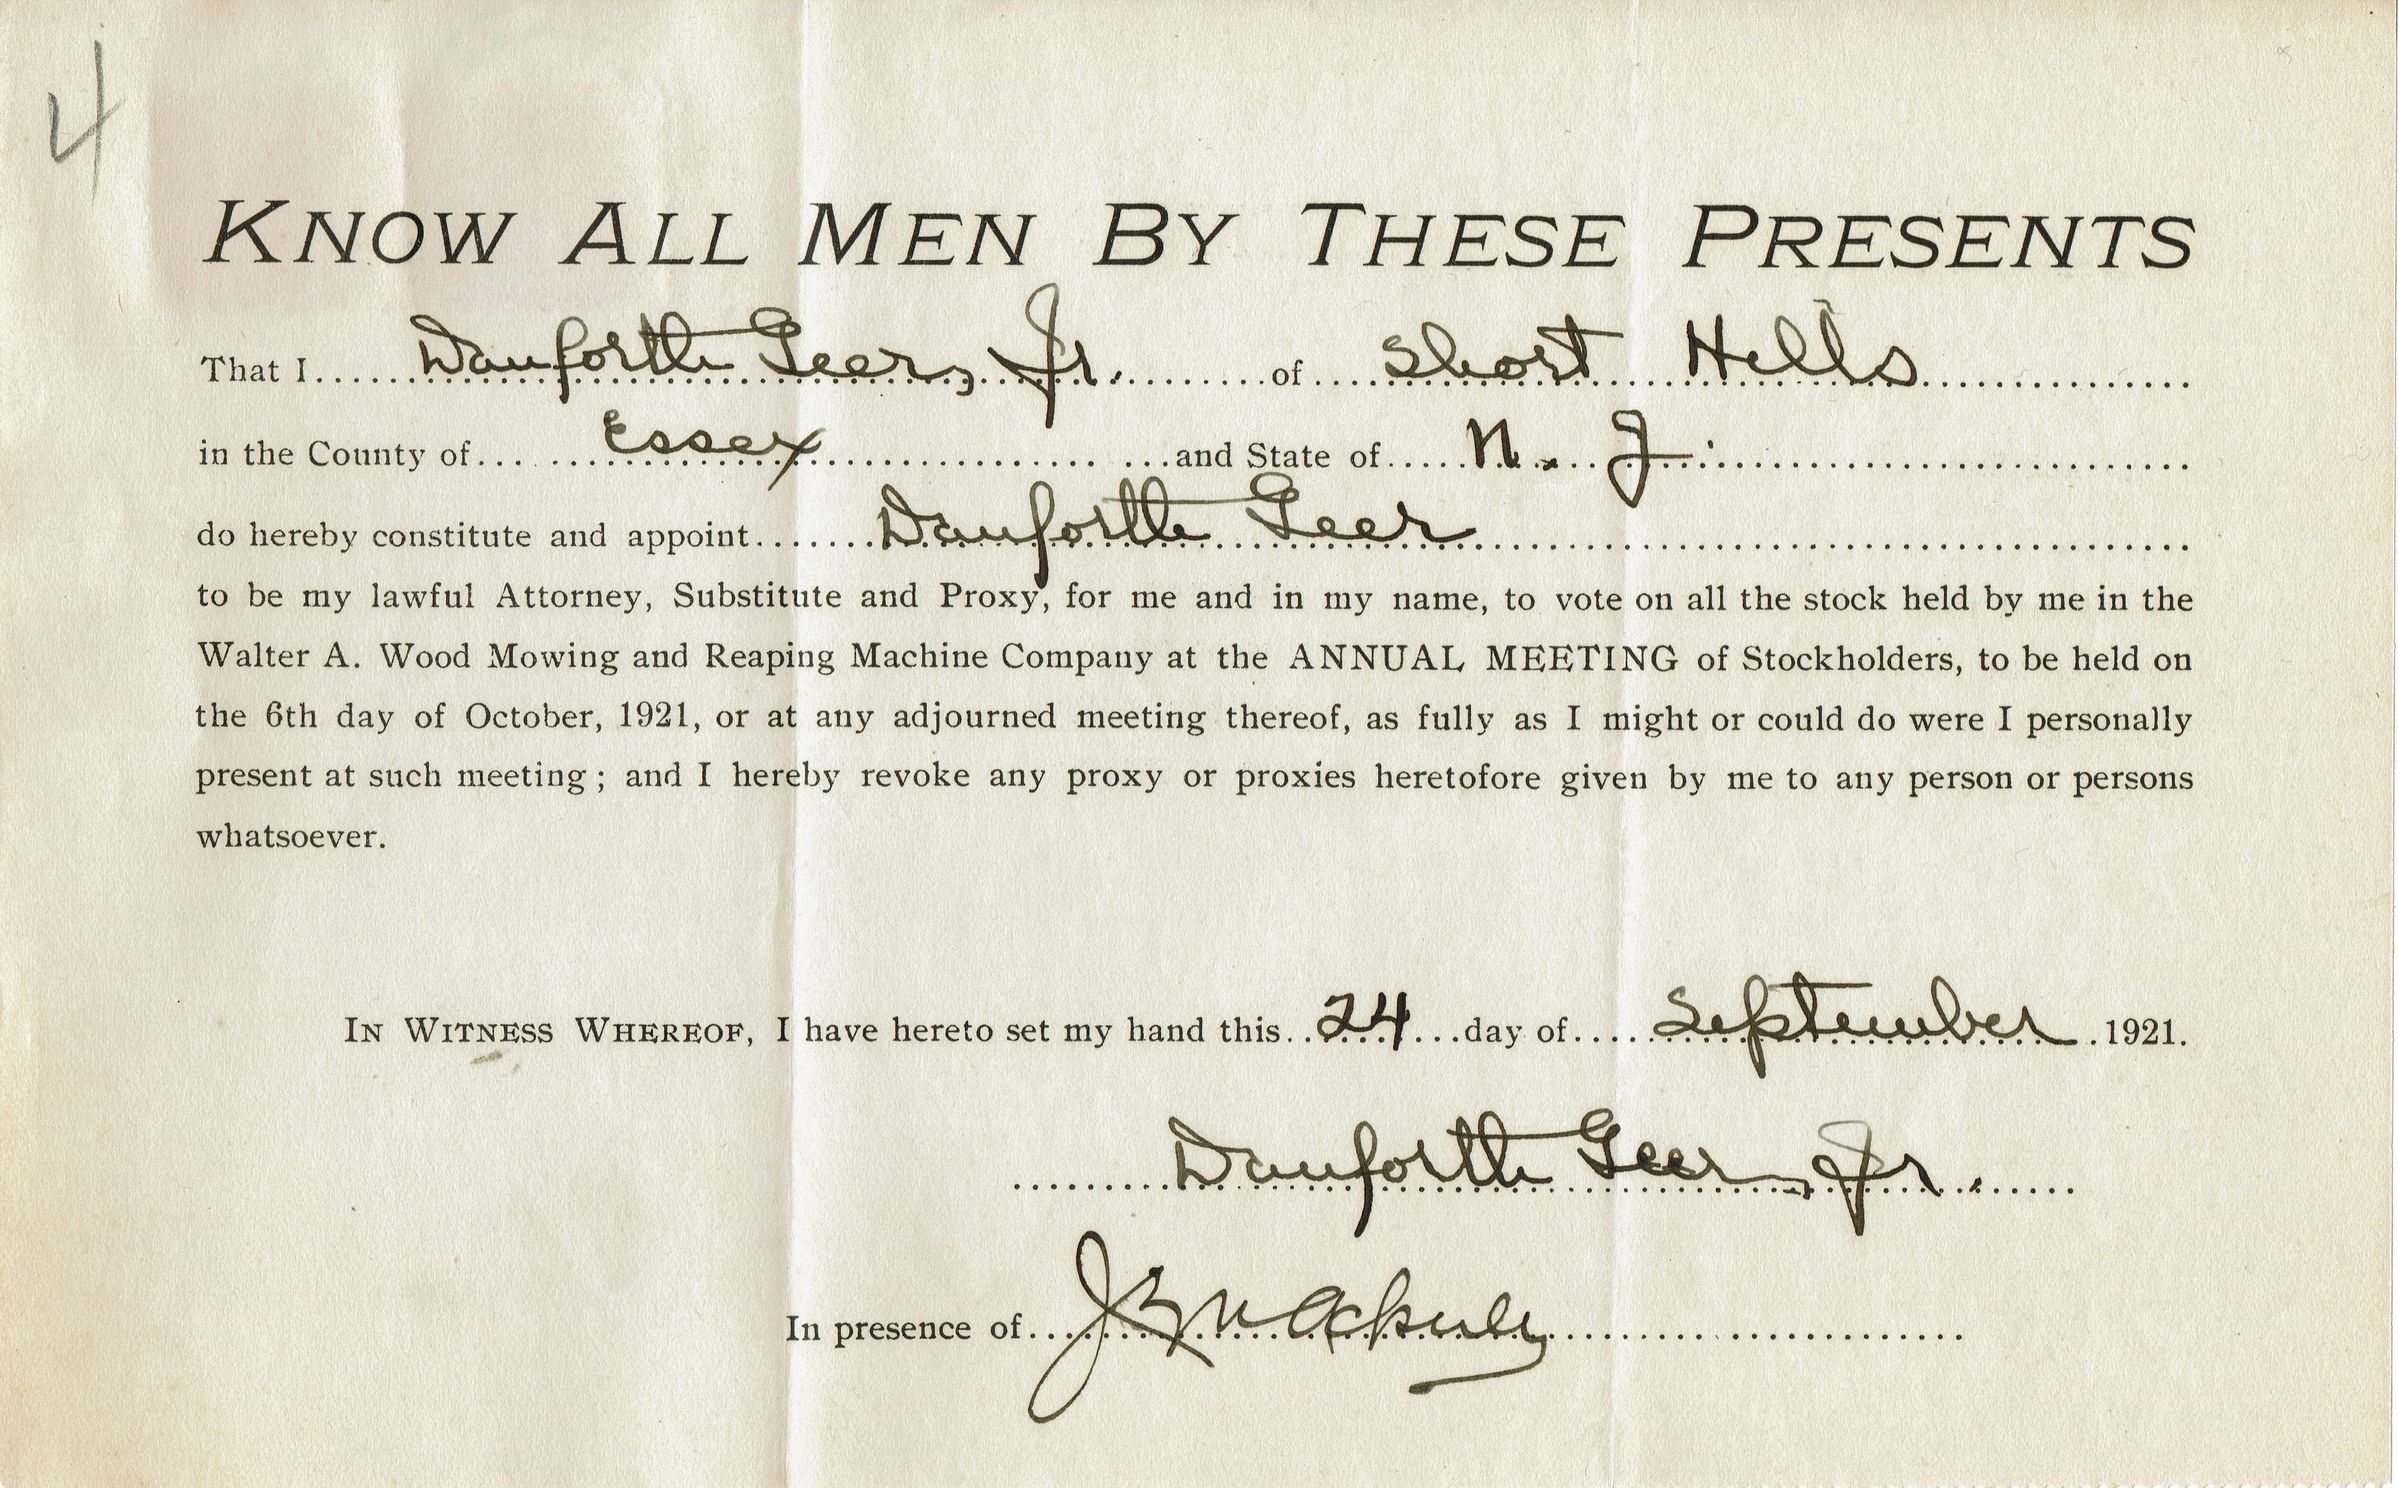 4
KNOW ALL MEN BY THESE PRESENTS
That I Danforth Geer, Jr. of Short Hills
in the County of Essex and State of N. J.
do hereby constitute and appoint Danforth Geer
to be my lawful Attorney, Substitute and Proxy, for me and in my name, to vote on all the stock held by me in the
Walter A. Wood Mowing and Reaping Machine Company at the ANNUAL MEETING of Stockholders, to be held on
the 6th day of October, 1921, or at any adjourned meeting thereof, as fully as I might or could do were I personally
present at such meeting; and I hereby revoke any proxy or proxies heretofore given by me to any person or persons
whatsoever.
IN WITNESS WHEREOF, I have hereto set my hand this 24 day of September 1921.
Danforth Geer, Jr.
In presence of